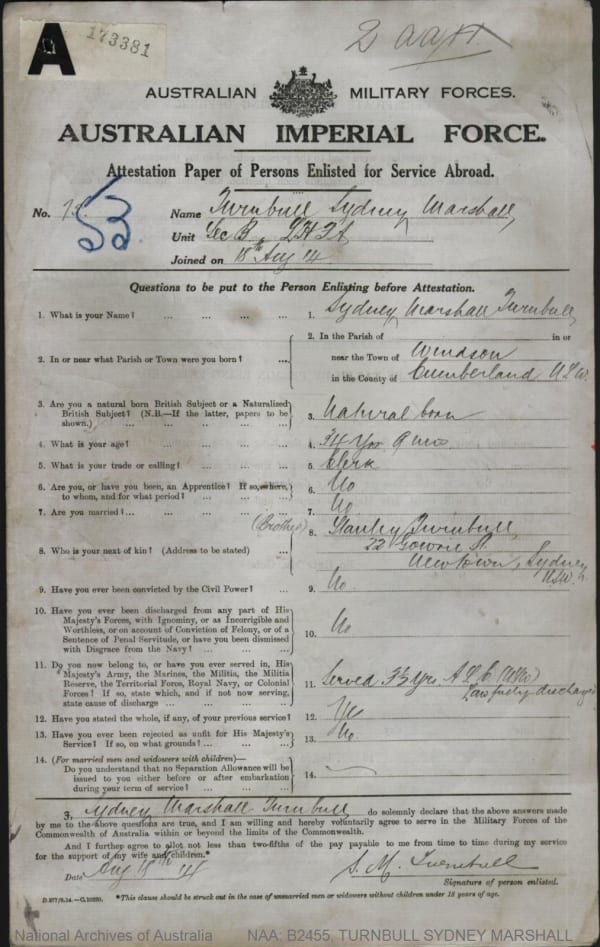 A
173381
AUSTRALIAN MILITARY FORCES.
AUSTRALIAN IMPERIAL FORCE.
Attestation Paper of Persons Enlisted for Service Abroad.
No. 75. 53
Name Turnbull Sydney Marshall
Unit Sec B, LHFA
Joined on 18th Aug 14
Questions to be put to the Person Enlisting before Attestation.
1. What is your Name? ... ... ... ... 1. Sydney Marshall Turnbull
2. In or near what Parish or Town were you born? ... 2. In the Parish of in or
near the Town of Windsor
in the County of Cumberland N.S.W.
3. Are you a natural born British Subject or a Naturalized
British Subject? (N.B.—If the latter, papers to be
shown.) ... ... ... ... 3. Natural born
4. What is your age? ... ... ... ... 4. 34 yrs 9 mos
5. What is your trade or calling? ... ... ... 5. Clerk
6. Are you, or have you been, an Apprentice? If so, where,
to whom, and for what period? ... ... ... 6. No
7. Are you married? ... ... ... ... 7. No
8. Who is your next of kin? (Address to be stated) ... (Brother) 8. Stanley Turnbull,
22 Gowrie St.
Newtown, Sydney
NSW.
9. Have you ever been convicted by the Civil Power? ... 9. No.
10. Have you ever been discharged from any part of His
Majesty's Forces, with Ignominy, or as Incorrigible and
Worthless, or on account of Conviction of Felony, or of a
Sentence of Penal Servitude, or have you been dismissed
with Disgrace from the Navy? ... ... ... 10. No
11. Do you now belong to, or have you ever served in, His
Majesty's Army, the Marines, the Militia, the Militia
Reserve, the Territorial Force, Royal Navy, or Colonial
Forces? If so, state which, and if not now serving,
state cause of discharge ... ... ... 11. Served yrs.
Lawfully discharged
12. Have you stated the whole, if any, of your previous service? 12. Yes
13. Have you ever been rejected as unfit for His Majesty's
Service? If so, on what grounds? ... ... ... 13. No
14. (For married men and widowers with children)—
Do you understand that no Separation Allowance will be
issued to you either before or after embarkation
during your term of service? ... ... ... 14.
I, Sydney Marshall Turnbull do solemnly declare that the above answers made
by me to the above questions are true, and I am willing and hereby voluntarily agree to serve in the Military Forces of the
Commonwealth of Australia within or beyond the limits of the Commonwealth.
And I further agree to allot not less than two-fifths of the pay payable to me from time to time during my service
for the support of my wife and children.*
Date Aug 18th 14 S. M. Turnbull
Signature of person enlisted.
*This clause should be struck out in the case of unmarried men or widowers without children under 18 years of age.
National Archives of Australia NAA: B2455, TURNBULL SYDNEY MARSHALL